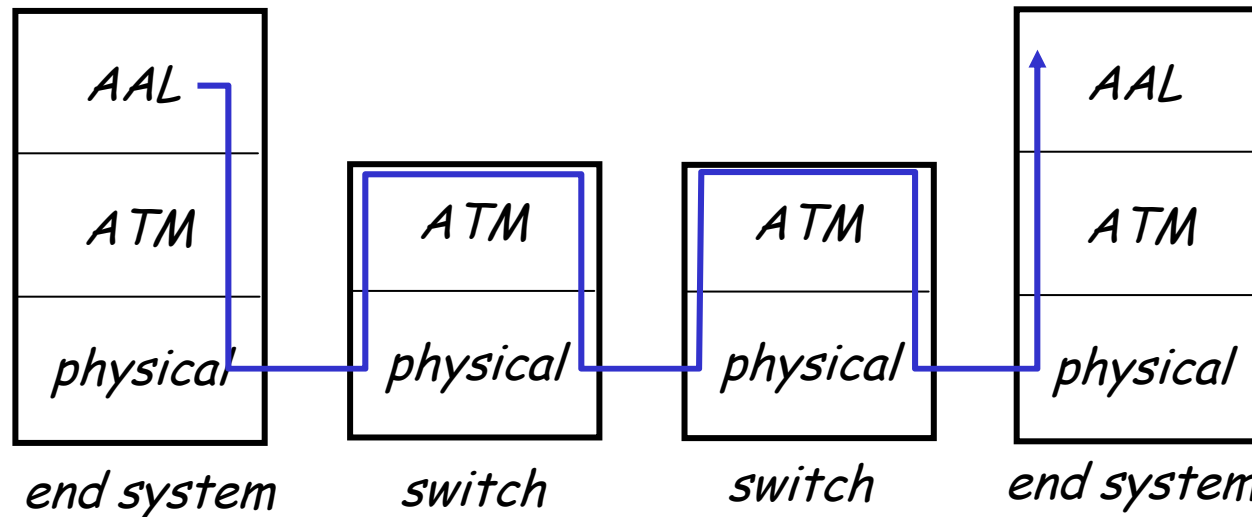 AAL
AAL
ATM
ATM
ATM
ATM
physical
physical
physical
physical
end system
switch
switch
end system